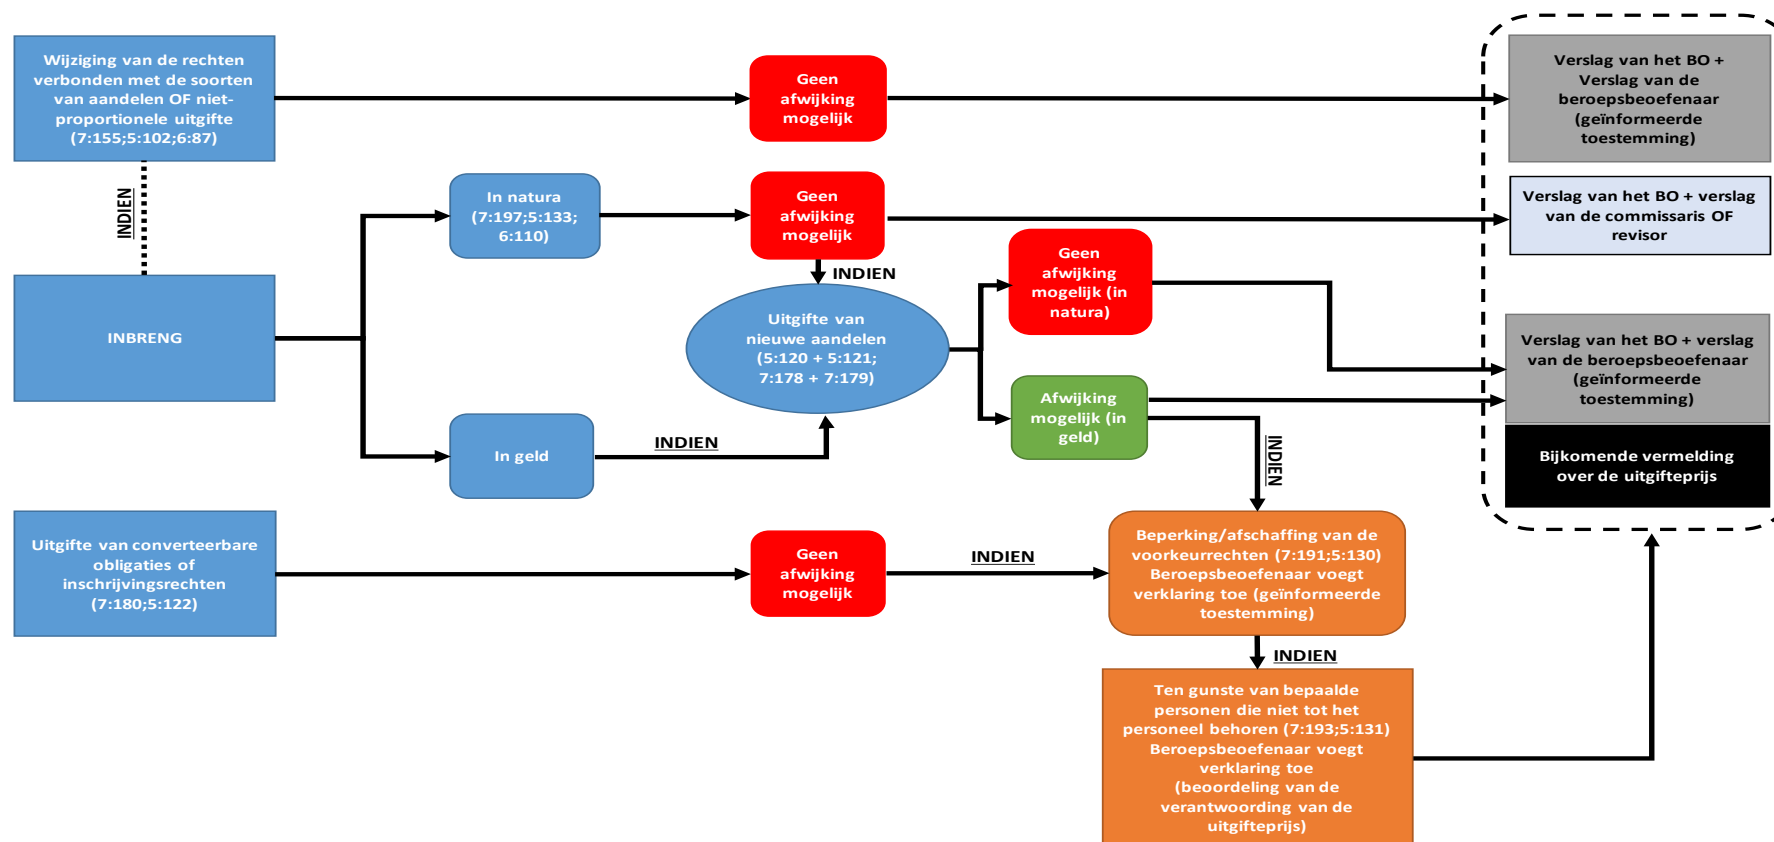 Wijziging van de rechten
verbonden met de soorten
van aandelen OF niet-
proportionele uitgifte
(7:155;5:102;6:87)
Geen
afwijking
mogelijk
Verslag van het BO +
Verslag van de
beroepsbeoefenaar
(geïnformeerde
toestemming)
INDIEN
In natura
(7:197;5:133;
6:110)
Geen
afwijking
mogelijk
Verslag van het BO + verslag
van de commissaris OF
revisor
INDIEN
Geen
afwijking
mogelijk (in
natura)
INBRENG
Uitgifte van
nieuwe aandelen
(5:120 + 5:121;
7:178 + 7:179)
Verslag van het BO + verslag
van de beroepsbeoefenaar
(geïnformeerde
toestemming)
Afwijking
mogelijk (in
geld)
In geld
INDIEN
INDIEN
Bijkomende vermelding
over de uitgifteprijs
Uitgifte van converteerbare
obligaties of
inschrijvingsrechten
(7:180;5:122)
Geen
afwijking
mogelijk
INDIEN
Beperking/afschaffing van de
voorkeurrechten (7:191;5:130)
Beroepsbeoefenaar voegt
verklaring toe (geïnformeerde
toestemming)
INDIEN
Ten gunste van bepaalde
personen die niet tot het
personeel behoren (7:193;5:131)
Beroepsbeoefenaar voegt
verklaring toe
(beoordeling van de
verantwoording van de
uitgifteprijs)